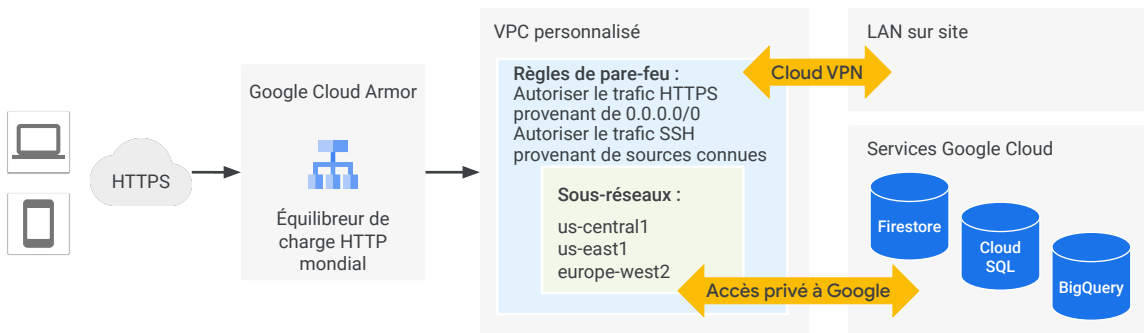 HTTPS
Google Cloud Armor
Équilibreur de
charge HTTP
mondial
VPC personnalisé
Règles de pare-feu :
Autoriser le trafic HTTPS
provenant de 0.0.0.0/0
Autoriser le trafic SSH
provenant de sources connues
Sous-réseaux :
us-central1
us-east1
europe-west2
Cloud VPN
LAN sur site
Accès privé à Google
Services Google Cloud
Firestore
Cloud
SQL
BigQuery